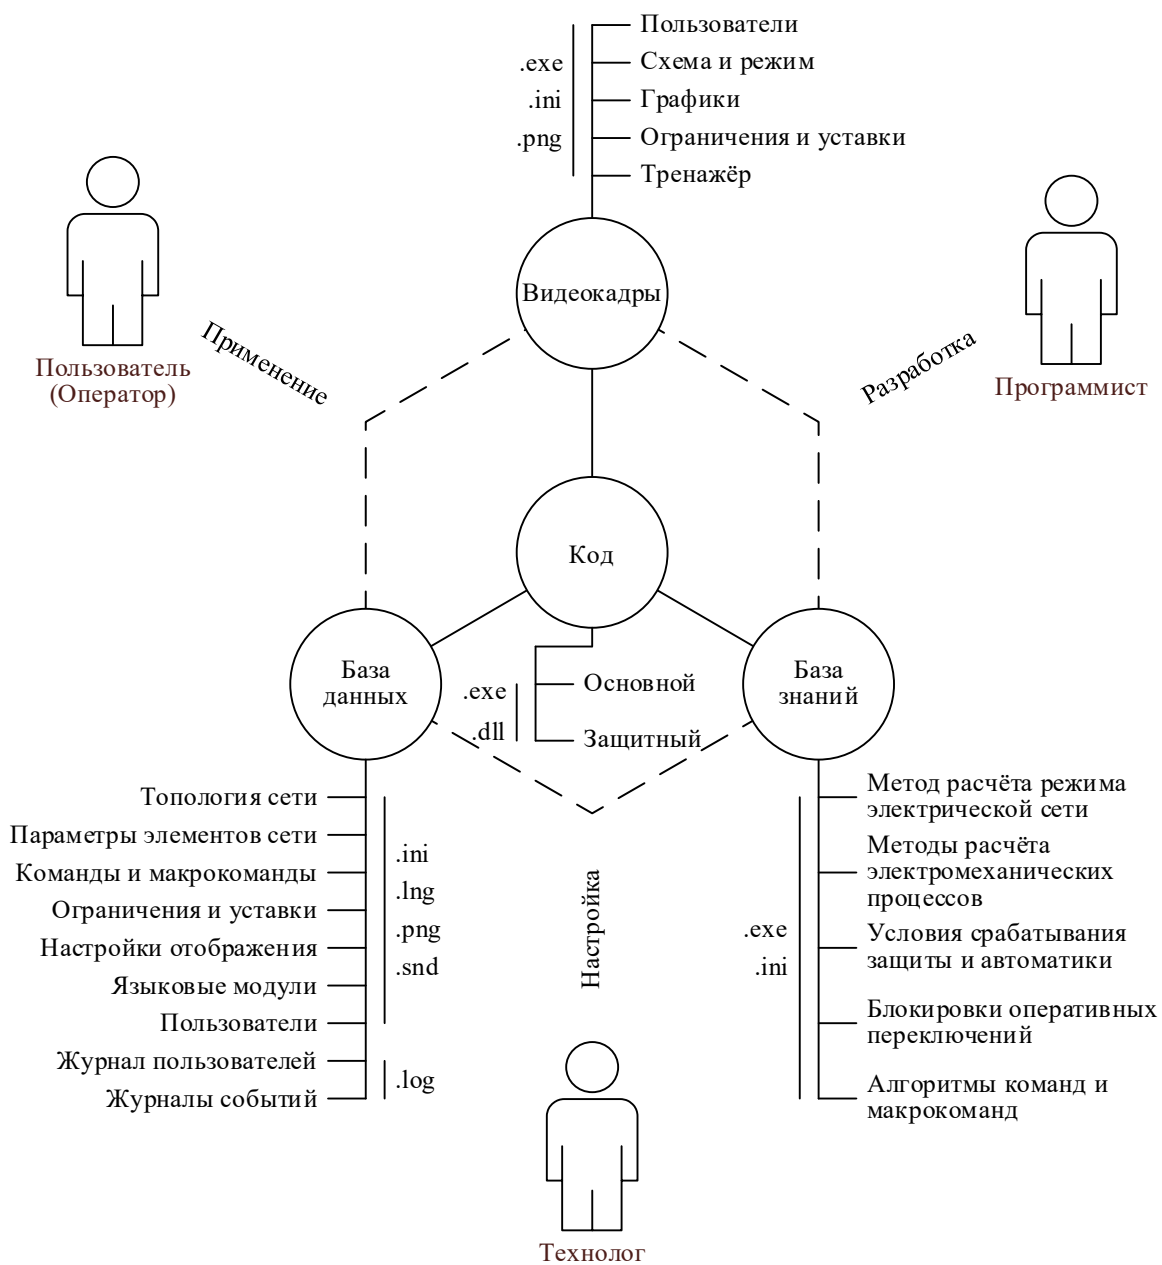 Пользователи
.exe
Схема и режим
.ini
Графики
.png
Ограничения и уставки
Тренажёр
Видеокадры
Пользователь
(Оператор)
Применение
Разработка
Программист
Код
База
данных
База
знаний
.exe
.dll
Основной
Защитный
Топология сети
Параметры элементов сети
Команды и макрокоманды
Ограничения и уставки
Настройки отображения
Языковые модули
Пользователи
Журнал пользователей
Журналы событий
.ini
.lng
.png
.snd
.log
Настройка
.exe
.ini
Метод расчёта режима
электрической сети
Методы расчёта
электромеханических
процессов
Условия срабатывания
защиты и автоматики
Блокировки оперативных
переключений
Алгоритмы команд и
макрокоманд
Технолог